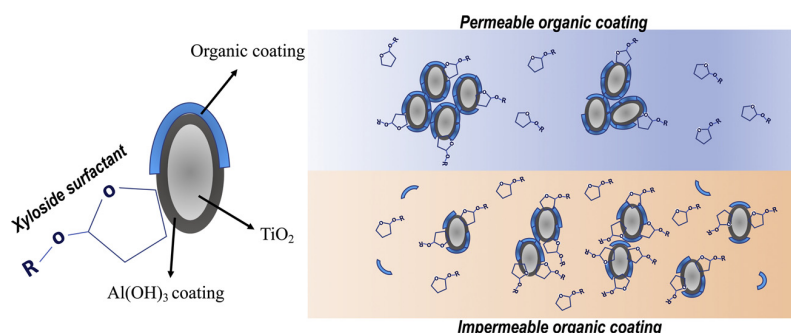 Permeable organic coating
Organic coating
Xyloside surfactant
O
O
R
TiO₂
Al(OH)₃ coating
Impermeable organic coating